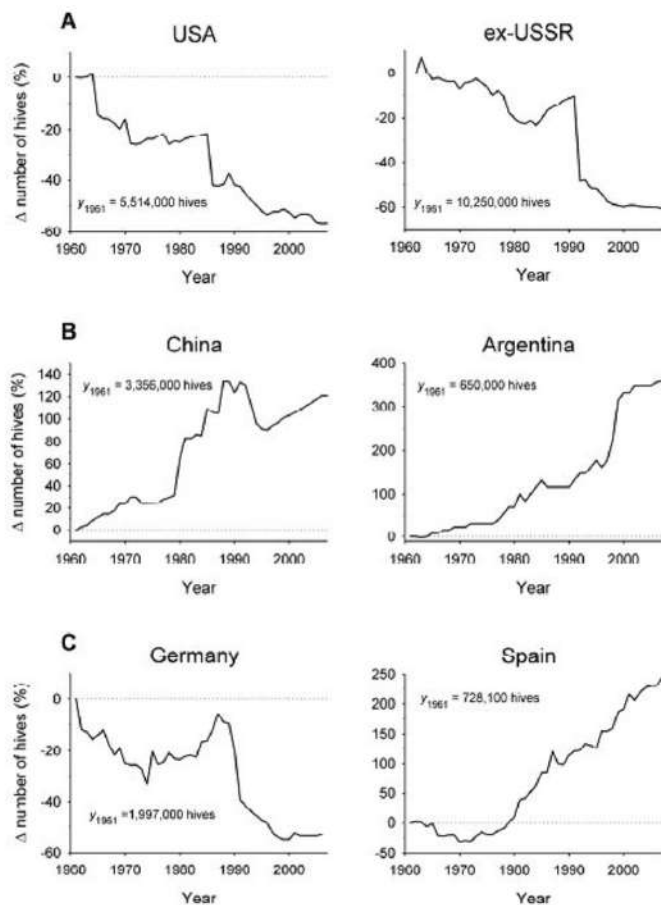 A
USA
ex-USSR
Δ number of hives (%)
0
-20
-40
-60
y1961 = 5,514,000 hives
1960 1970 1980 1990 2000
Year
0
-20
-40
-60
y1961 = 10,250,000 hives
1960 1970 1980 1990 2000
Year
B
China
Argentina
Δ number of hives (%)
140
120
100
80
60
40
20
0
y1961 = 3,356,000 hives
1960 1970 1980 1990 2000
Year
400
300
200
100
0
y1961 = 650,000 hives
1960 1970 1980 1990 2000
Year
C
Germany
Spain
Δ number of hives (%)
0
-20
-40
-60
y1961 =1,997,000 hives
1900 1970 1980 1990 2000
Year
250
200
150
100
50
0
-50
y1961 = 728,100 hives
1900 1970 1980 1990 2000
Year